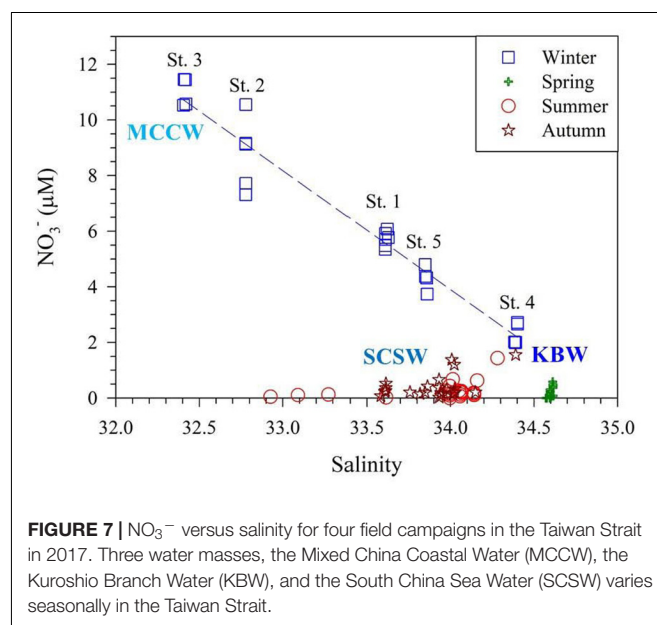 12
10
8
6
4
2
0
NO₃⁻ (μM)
St. 3
St. 2
St. 1
St. 5
St. 4
MCCW
SCSW
KBW
Winter
Spring
Summer
Autumn
32.0 32.5 33.0 33.5 34.0 34.5 35.0
Salinity
FIGURE 7 | NO₃⁻ versus salinity for four field campaigns in the Taiwan Strait
in 2017. Three water masses, the Mixed China Coastal Water (MCCW), the
Kuroshio Branch Water (KBW), and the South China Sea Water (SCSW) varies
seasonally in the Taiwan Strait.